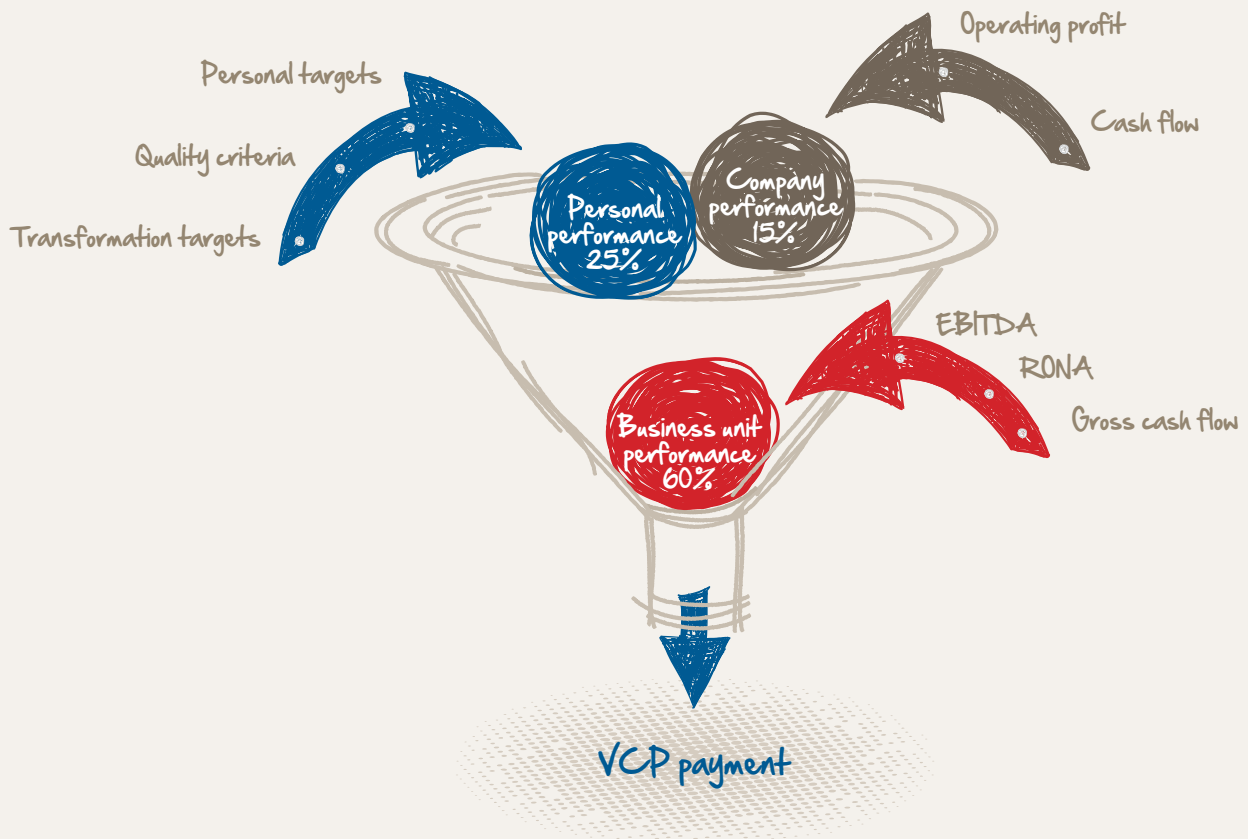 Operating profit
Personal targets
Cash flow
Quality criteria
Company
performance
15%
Personal
performance
25%
Transformation targets
EBITDA
RONA
Gross cash flow
Business unit
performance
60%
VCP payment